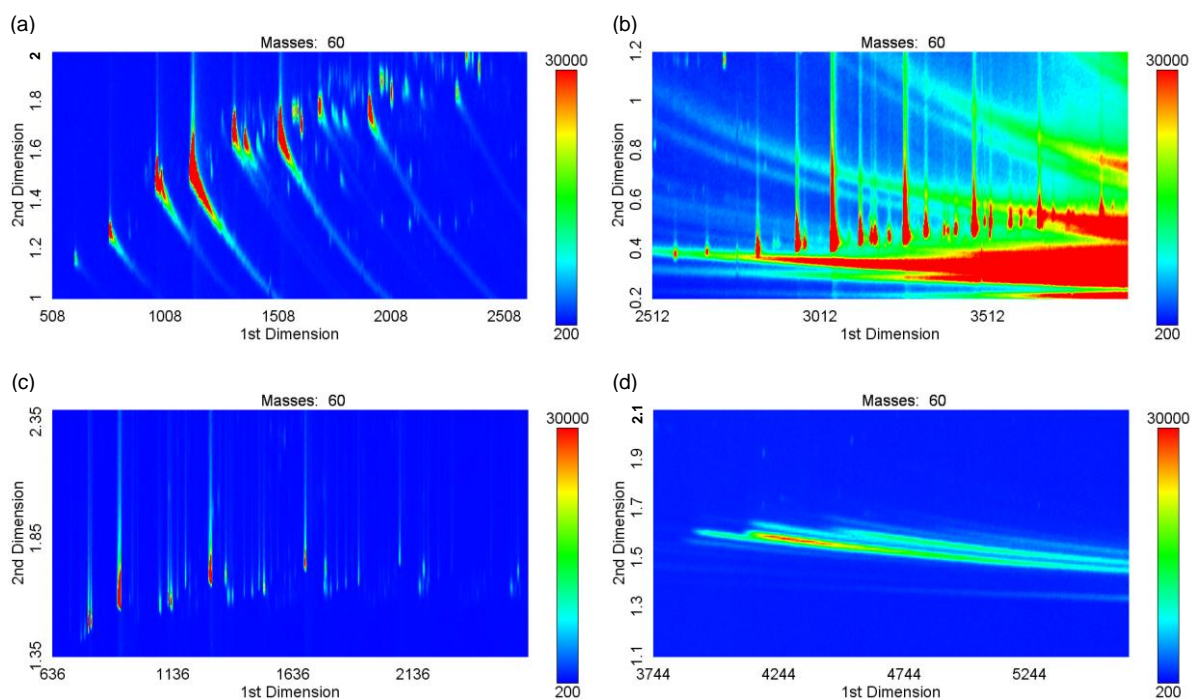 (a)
Masses: 60
2nd Dimension
1 1.2 1.4 1.6 1.8 2
508 1008 1508 2008 2508
1st Dimension
30000
200
(b)
Masses: 60
2nd Dimension
0.2 0.4 0.6 0.8 1 1.2
2512 3012 3512
1st Dimension
30000
200
(c)
Masses: 60
2nd Dimension
1.35 1.85 2.35
636 1136 1636 2136
1st Dimension
30000
200
(d)
Masses: 60
2nd Dimension
1.1 1.3 1.5 1.7 1.9 2.1
3744 4244 4744 5244
1st Dimension
30000
200